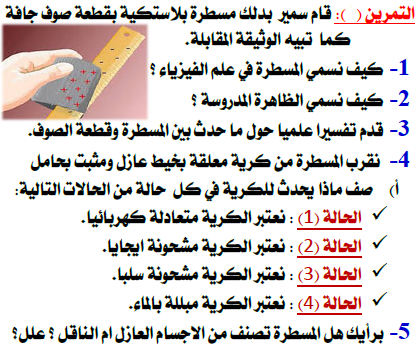 التمرين ( ): قام سمير بدلك مسطرة بلاستكية بقطعة صوف جافة
كما تبيه الوثيقة المقابلة.
1- كيف نسمي المسطرة في علم الفيزياء ؟
2- كيف نسمي الظاهرة المدروسة ؟
3- قدم تفسيرا علميا حول ما حدث بين المسطرة وقطعة الصوف.
4- نقرب المسطرة من كرية معلقة بخيط عازل ومثبت بحامل
أ) صف ماذا يحدث للكرية في كل حالة من الحالات التالية:
✓ الحالة (1) : نعتبر الكرية متعادلة كهربائيا.
✓ الحالة (2) : نعتبر الكرية مشحونة ايجابا.
✓ الحالة (3) : نعتبر الكرية مشحونة سلبا.
✓ الحالة (4) : نعتبر الكرية مبللة بالماء.
5- برأيك هل المسطرة تصنف من الاجسام العازل ام الناقل ؟ علل؟